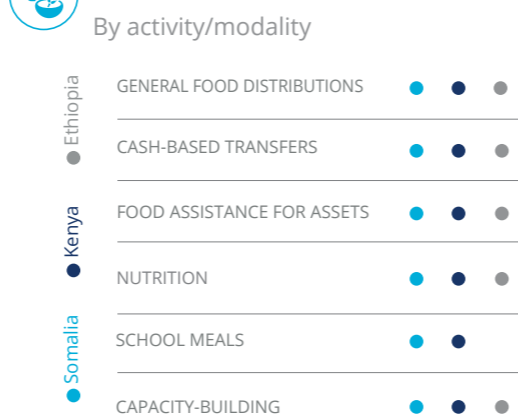 By activity/modality
Ethiopia
GENERAL FOOD DISTRIBUTIONS
CASH-BASED TRANSFERS
Kenya
FOOD ASSISTANCE FOR ASSETS
NUTRITION
Somalia
SCHOOL MEALS
CAPACITY-BUILDING